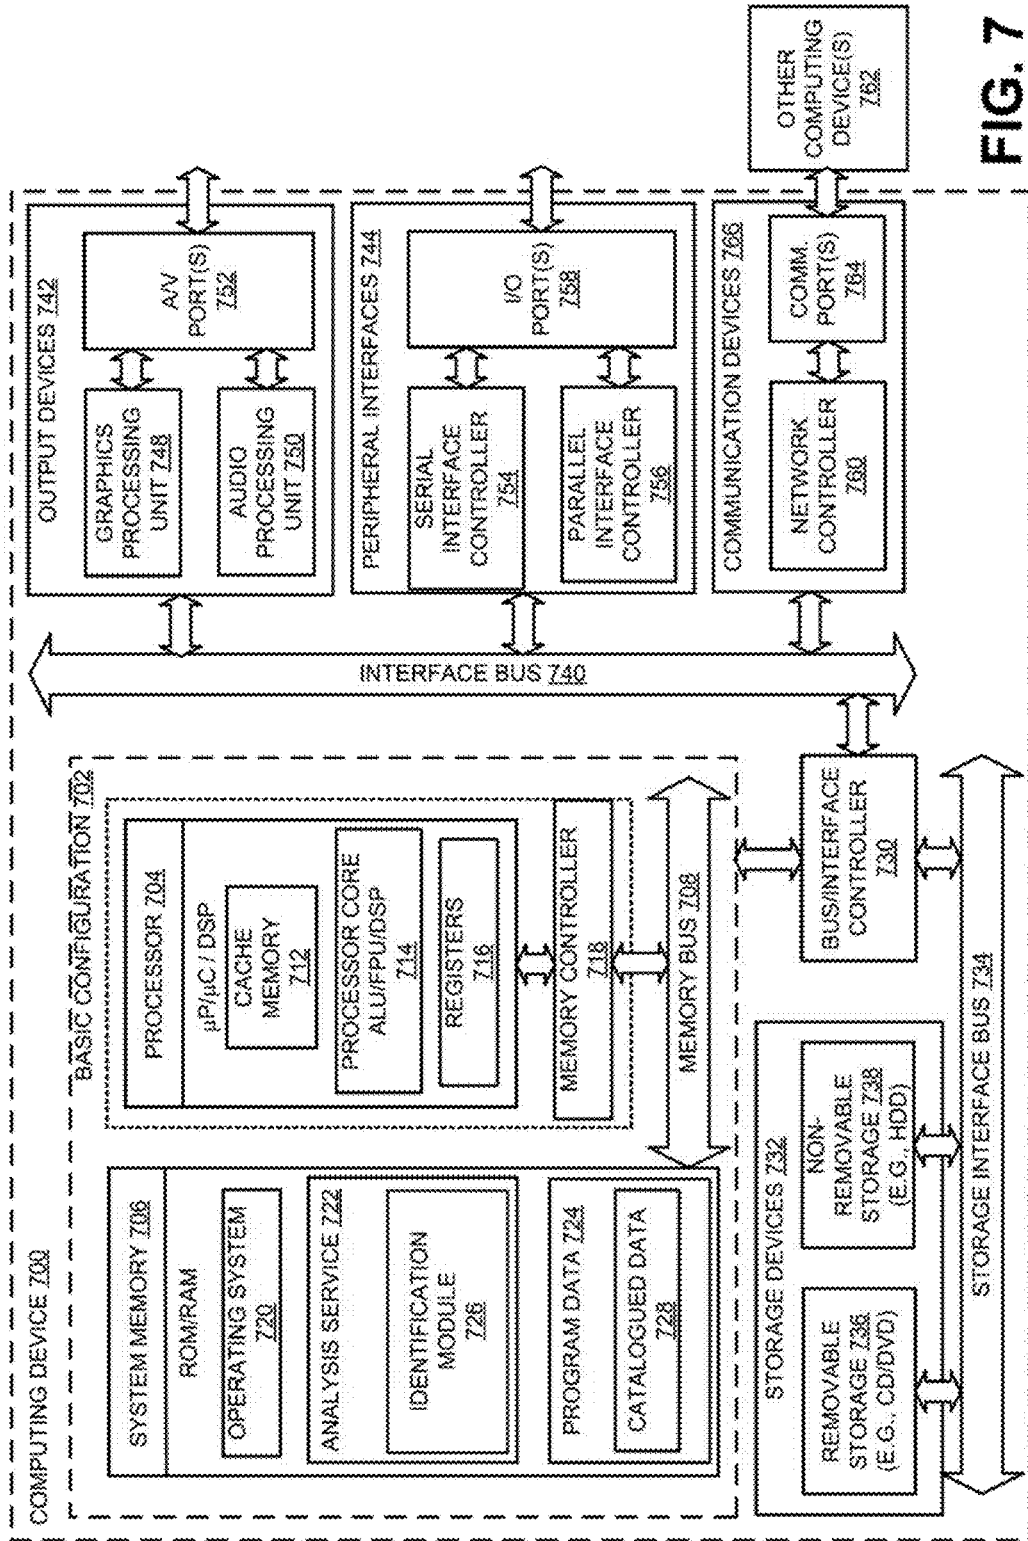 COMPUTING DEVICE 700
BASIC CONFIGURATION 702
SYSTEM MEMORY 706
ROM/RAM
OPERATING SYSTEM
720
ANALYSIS SERVICE 722
IDENTIFICATION
MODULE
726
PROGRAM DATA 724
CATALOGUED DATA
728
PROCESSOR 704
µP/µC / DSP
CACHE
MEMORY
712
PROCESSOR CORE
ALU/FPU/DSP
714
REGISTERS
716
MEMORY CONTROLLER
718
MEMORY BUS 708
STORAGE DEVICES 732
REMOVABLE
STORAGE 736
(E.G., CD/DVD)
NON-
REMOVABLE
STORAGE 738
(E.G., HDD)
BUS/INTERFACE
CONTROLLER
730
STORAGE INTERFACE BUS 734
INTERFACE BUS 740
OUTPUT DEVICES 742
GRAPHICS
PROCESSING
UNIT 748
AUDIO
PROCESSING
UNIT 750
A/V
PORT(S)
752
PERIPHERAL INTERFACES 744
SERIAL
INTERFACE
CONTROLLER
754
PARALLEL
INTERFACE
CONTROLLER
756
I/O
PORT(S)
758
COMMUNICATION DEVICES 766
NETWORK
CONTROLLER
760
COMM.
PORT(S)
764
OTHER
COMPUTING
DEVICE(S)
762
FIG. 7